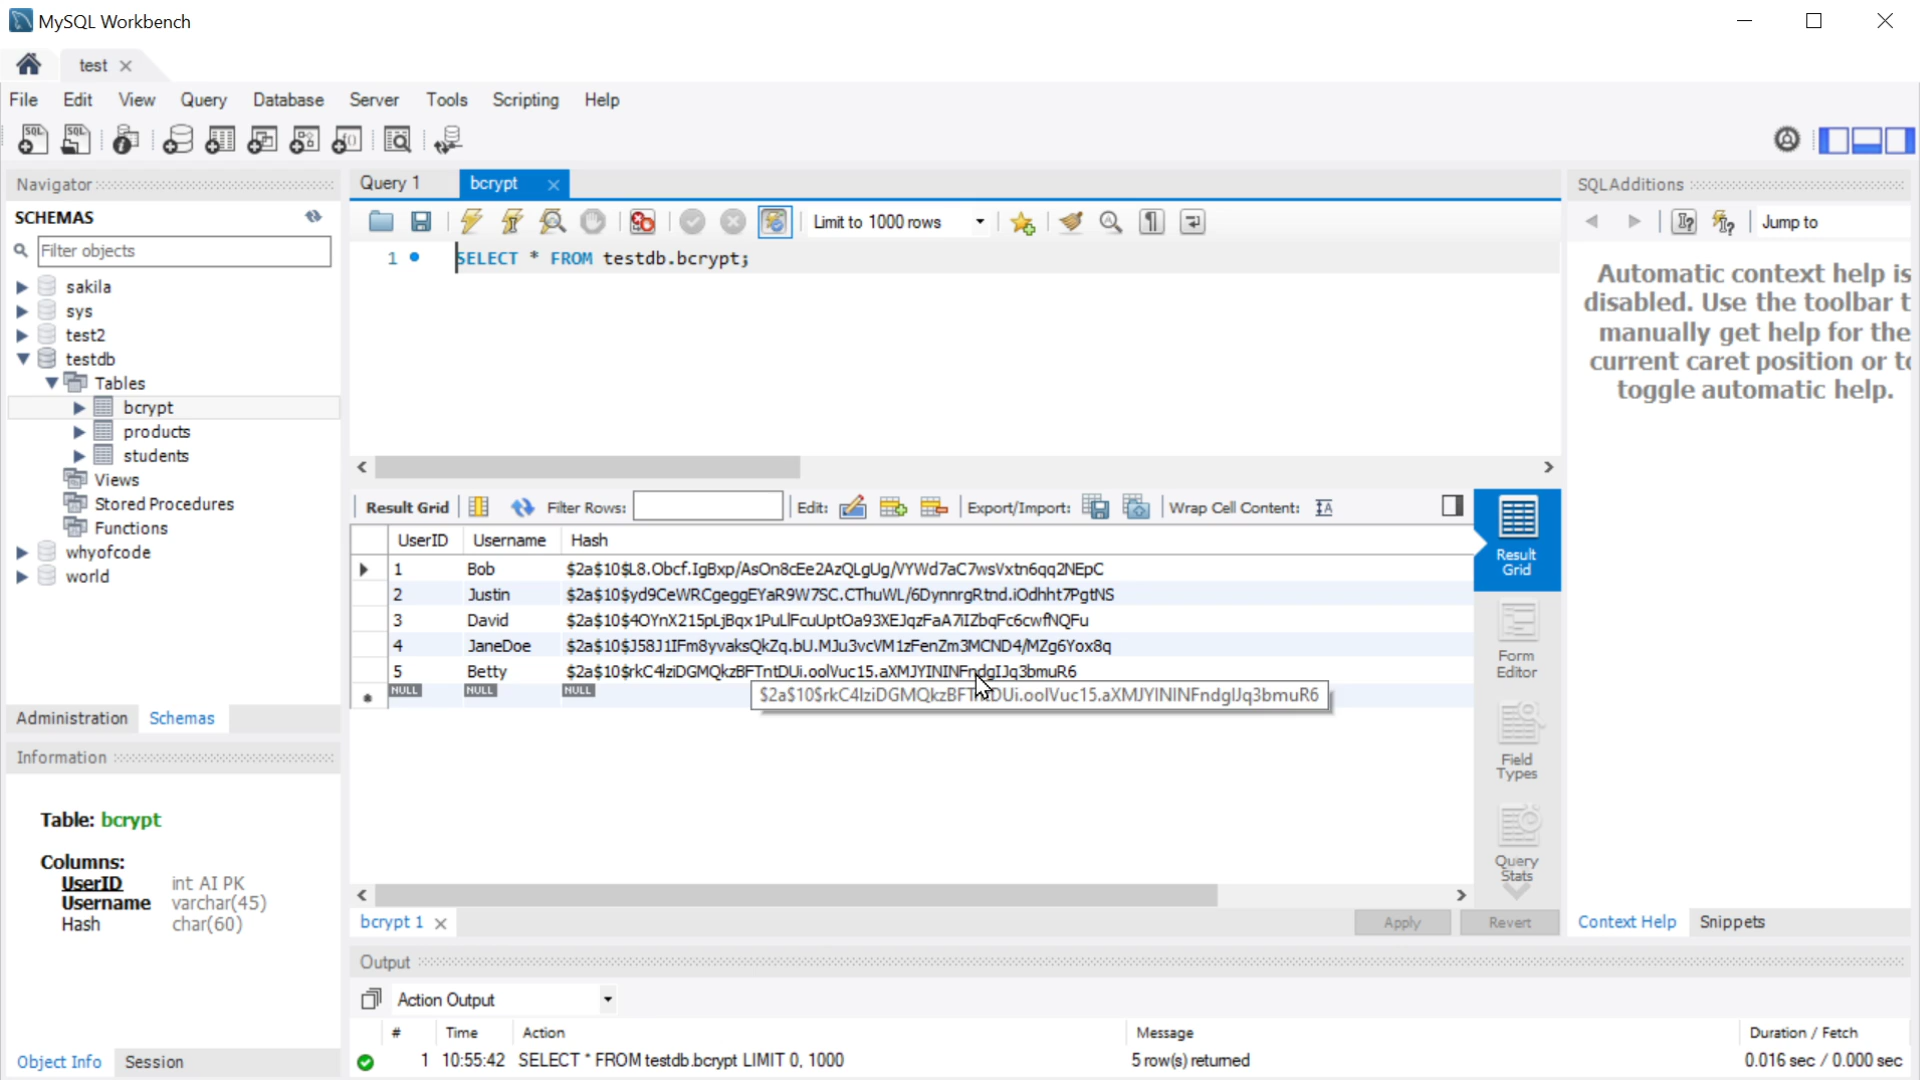 MySQL Workbench
test
File Edit View Query Database Server Tools Scripting Help
Navigator
SCHEMAS
Filter objects
sakila
sys
test2
testdb
Tables
bcrypt
products
students
Views
Stored Procedures
Functions
whyofcode
world
Administration Schemas
Information
Table: bcrypt
Columns:
UserID int AI PK
Username varchar(45)
Hash char(60)
Object Info Session
Query 1 bcrypt
Limit to 1000 rows
1 SELECT * FROM testdb.bcrypt;
Result Grid Filter Rows: Edit: Export/Import: Wrap Cell Content:
UserID Username Hash
1 Bob $2a$10$L8.Obcf.IgBxp/AsOn8cEe2AzQLgUg/VYWd7aC7wsVxtn6qq2NEpC
2 Justin $2a$10$yd9CeWRCgeggEYaR9W7SC.CThuWL/6DynnrgRtnd.iOdhht7PgtNS
3 David $2a$10$4OYnX215pLjBqx1PuLlFcuUptOa93XEJqzFaA7iIZbqFc6cwfNQFu
4 JaneDoe $2a$10$J58J1IFm8yvaksQkZq.bU.MJu3vcVM1zFenZm3MCND4/MZg6Yox8q
5 Betty $2a$10$rkC4lziDGMQkzBFTntDUi.oolVuc15.aXMJYININFndgIJq3bmuR6
NULL NULL NULL
$2a$10$rkC4lziDGMQkzBFTntDUi.oolVuc15.aXMJYININFndgIJq3bmuR6
Result
Grid
Form
Editor
Field
Types
Query
Stats
bcrypt 1
Apply Revert
SQLAdditions
Jump to
Automatic context help is
disabled. Use the toolbar t
manually get help for the
current caret position or to
toggle automatic help.
Context Help Snippets
Output
Action Output
# Time Action Message Duration / Fetch
1 10:55:42 SELECT * FROM testdb.bcrypt LIMIT 0, 1000 5 row(s) returned 0.016 sec / 0.000 sec